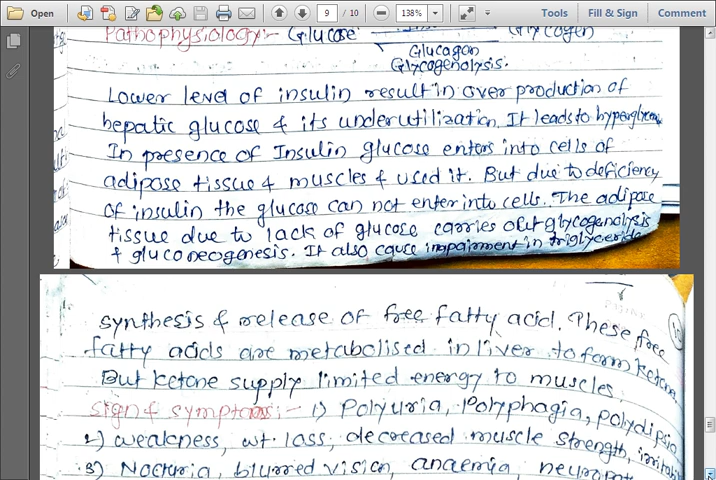 Open
9 / 10
138%
Tools Fill & Sign Comment
Pathophysiology:- Glucose Glycogen
Glucagon
Glycogenolysis.
Lower level of insulin result in over production of
hepatic glucose & its underutilization. It leads to
In presence of Insulin glucose enters into cells of
adipose tissue & muscles & used it. But due to deficiency
of insulin the glucose can not enter into cells. The adipose
tissue due to lack of glucose carries out glycogenolysis
& gluconeogenesis. It also cause impairment in triglyceride
synthesis & release of free fatty acid. These free
fatty acids are metabolised in liver to form ketone
But ketone supply limited energy to muscles.
Sign & symptoms:- 1) Polyuria, Polyphagia, polydipsia
2) weakness, wt. loss, decreased muscle strength,
3) Nocturia, blurred vision, anaemia,